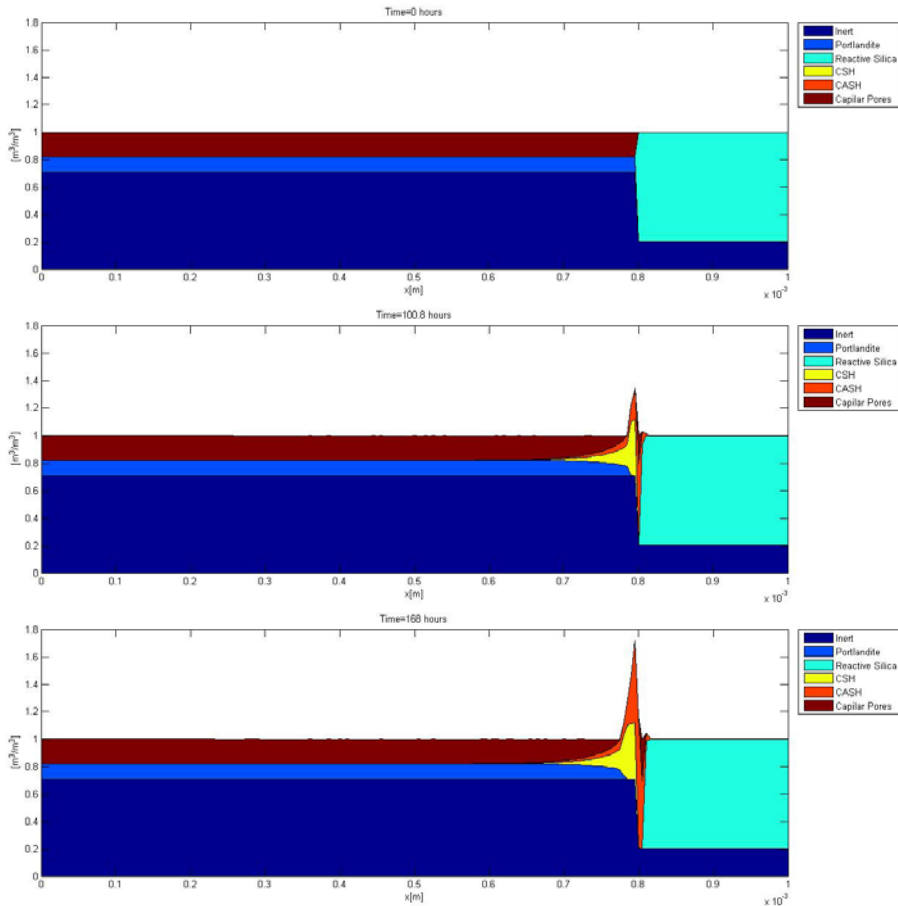 Time=0 hours
1.8
1.6
1.4
1.2
1
0.8
0.6
0.4
0.2
0
[m³/m³]
0 0.1 0.2 0.3 0.4 0.5 0.6 0.7 0.8 0.9 1
x[m]
x 10⁻³
Inert
Portlandite
Reactive Silica
CSH
CASH
Capilar Pores
Time=100.8 hours
1.8
1.6
1.4
1.2
1
0.8
0.6
0.4
0.2
0
[m³/m³]
0 0.1 0.2 0.3 0.4 0.5 0.6 0.7 0.8 0.9 1
x[m]
x 10⁻³
Inert
Portlandite
Reactive Silica
CSH
CASH
Capilar Pores
Time=168 hours
1.8
1.6
1.4
1.2
1
0.8
0.6
0.4
0.2
0
[m³/m³]
0 0.1 0.2 0.3 0.4 0.5 0.6 0.7 0.8 0.9 1
x[m]
x 10⁻³
Inert
Portlandite
Reactive Silica
CSH
CASH
Capilar Pores